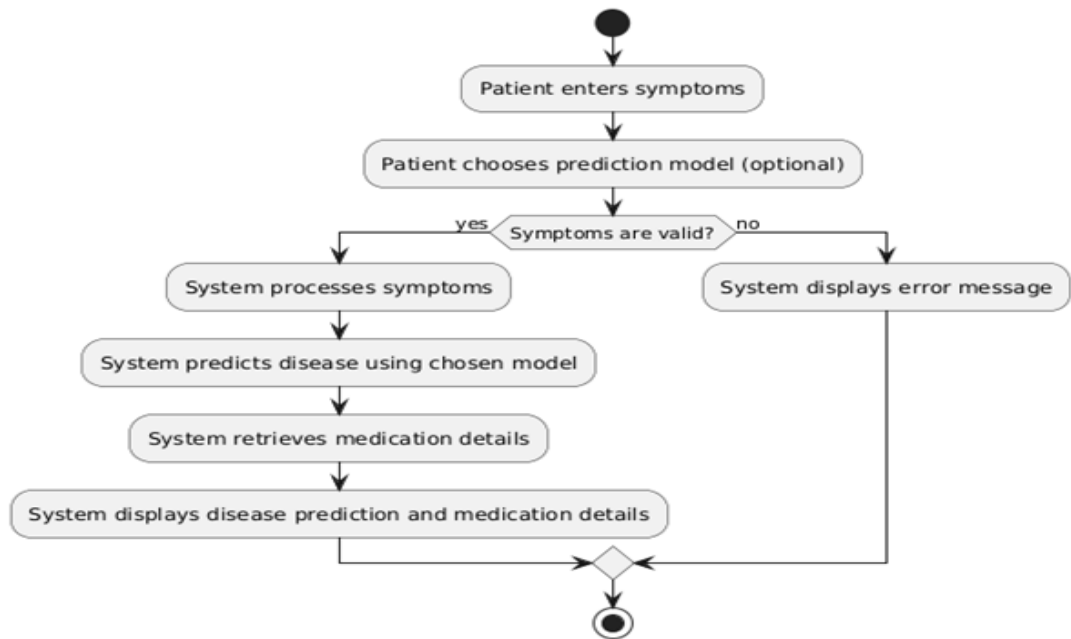 Patient enters symptoms
Patient chooses prediction model (optional)
yes
Symptoms are valid?
no
System processes symptoms
System displays error message
System predicts disease using chosen model
System retrieves medication details
System displays disease prediction and medication details